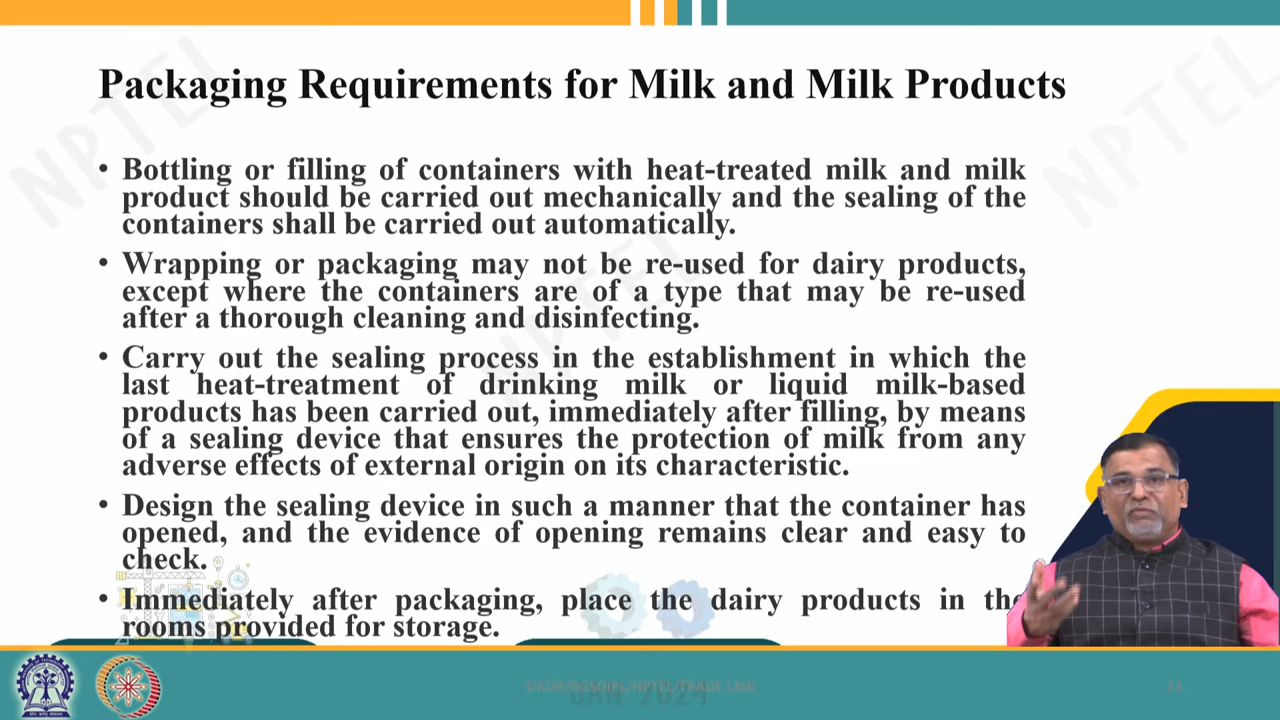 Packaging Requirements for Milk and Milk Products
• Bottling or filling of containers with heat-treated milk and milk
product should be carried out mechanically and the sealing of the
containers shall be carried out automatically.
• Wrapping or packaging may not be re-used for dairy products,
except where the containers are of a type that may be re-used
after a thorough cleaning and disinfecting.
• Carry out the sealing process in the establishment in which the
last heat-treatment of drinking milk or liquid milk-based
products has been carried out, immediately after filling, by means
of a sealing device that ensures the protection of milk from any
adverse effects of external origin on its characteristic.
• Design the sealing device in such a manner that the container has
opened, and the evidence of opening remains clear and easy to
check.
• Immediately after packaging, place the dairy products in the
rooms provided for storage.
©KDR/RGSOIPL/NPTEL/TRADE LAW
JAN 2024
23
NPTEL
NPTEL
NPTEL